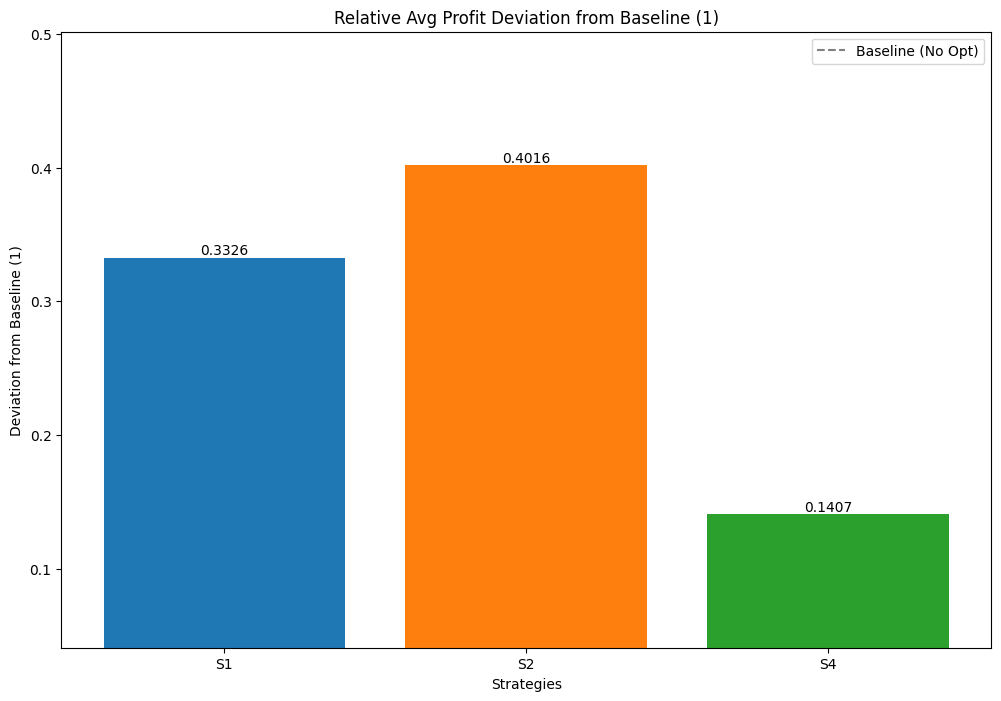 Relative Avg Profit Deviation from Baseline (1)
Baseline (No Opt)
Deviation from Baseline (1)
0.5
0.4
0.3
0.2
0.1
0.3326
0.4016
0.1407
S1
S2
S4
Strategies